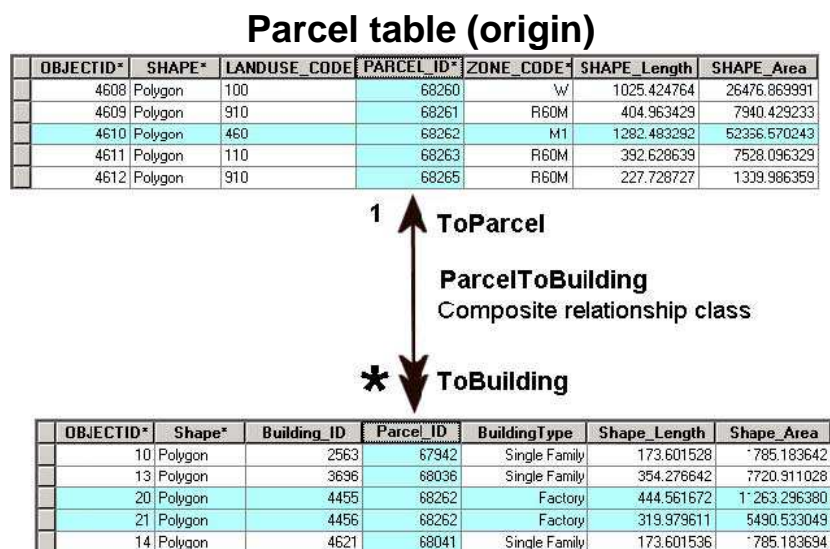 Parcel table (origin)
OBJECTID* SHAPE* LANDUSE_CODE PARCEL_ID* ZONE_CODE* SHAPE_Length SHAPE_Area
4608 Polygon 100 68260 W 1025.424764 26476.869991
4609 Polygon 910 68261 R60M 404.963429 7940.429233
4610 Polygon 460 68262 M1 1282.483292 52366.570243
4611 Polygon 110 68263 R60M 392.628639 7528.096329
4612 Polygon 910 68265 R60M 227.728727 1309.986359
1
ToParcel
ParcelToBuilding
Composite relationship class
* ToBuilding
OBJECTID* Shape* Building_ID Parcel_ID BuildingType Shape_Length Shape_Area
10 Polygon 2563 67942 Single Family 173.601528
13 Polygon 3696 68036 Single Family 354.276642 7720.911028
20 Polygon 4455 68262 Factory 444.561672
21 Polygon 4456 68262 Factory 319.979611 5490.533049
14 Polygon 4621 68041 Single Family 173.601536